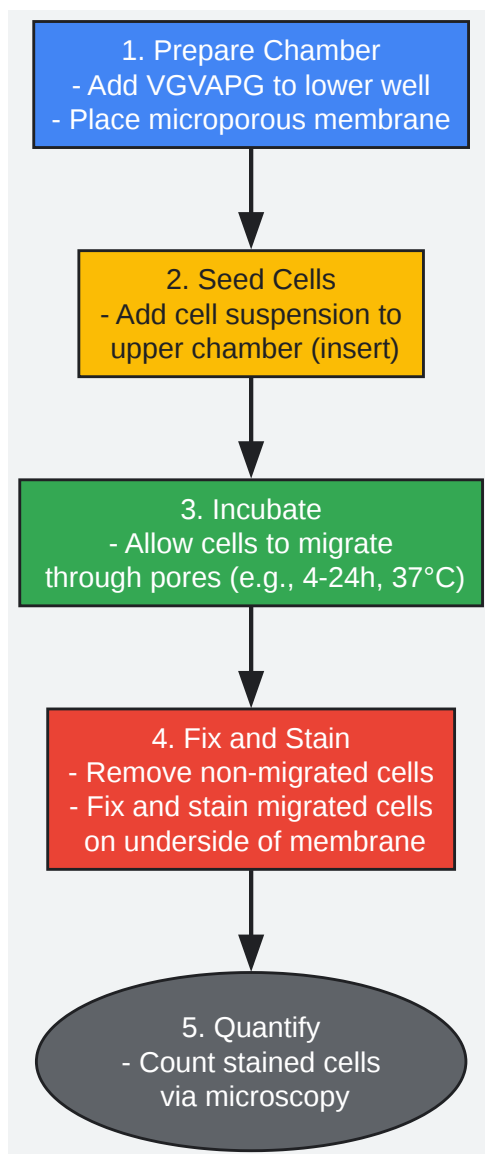 1. Prepare Chamber
- Add VGVAPG to lower well
- Place microporous membrane
2. Seed Cells
- Add cell suspension to
upper chamber (insert)
3. Incubate
- Allow cells to migrate
through pores (e.g., 4-24h, 37°C)
4. Fix and Stain
- Remove non-migrated cells
- Fix and stain migrated cells
on underside of membrane
5. Quantify
- Count stained cells
via microscopy